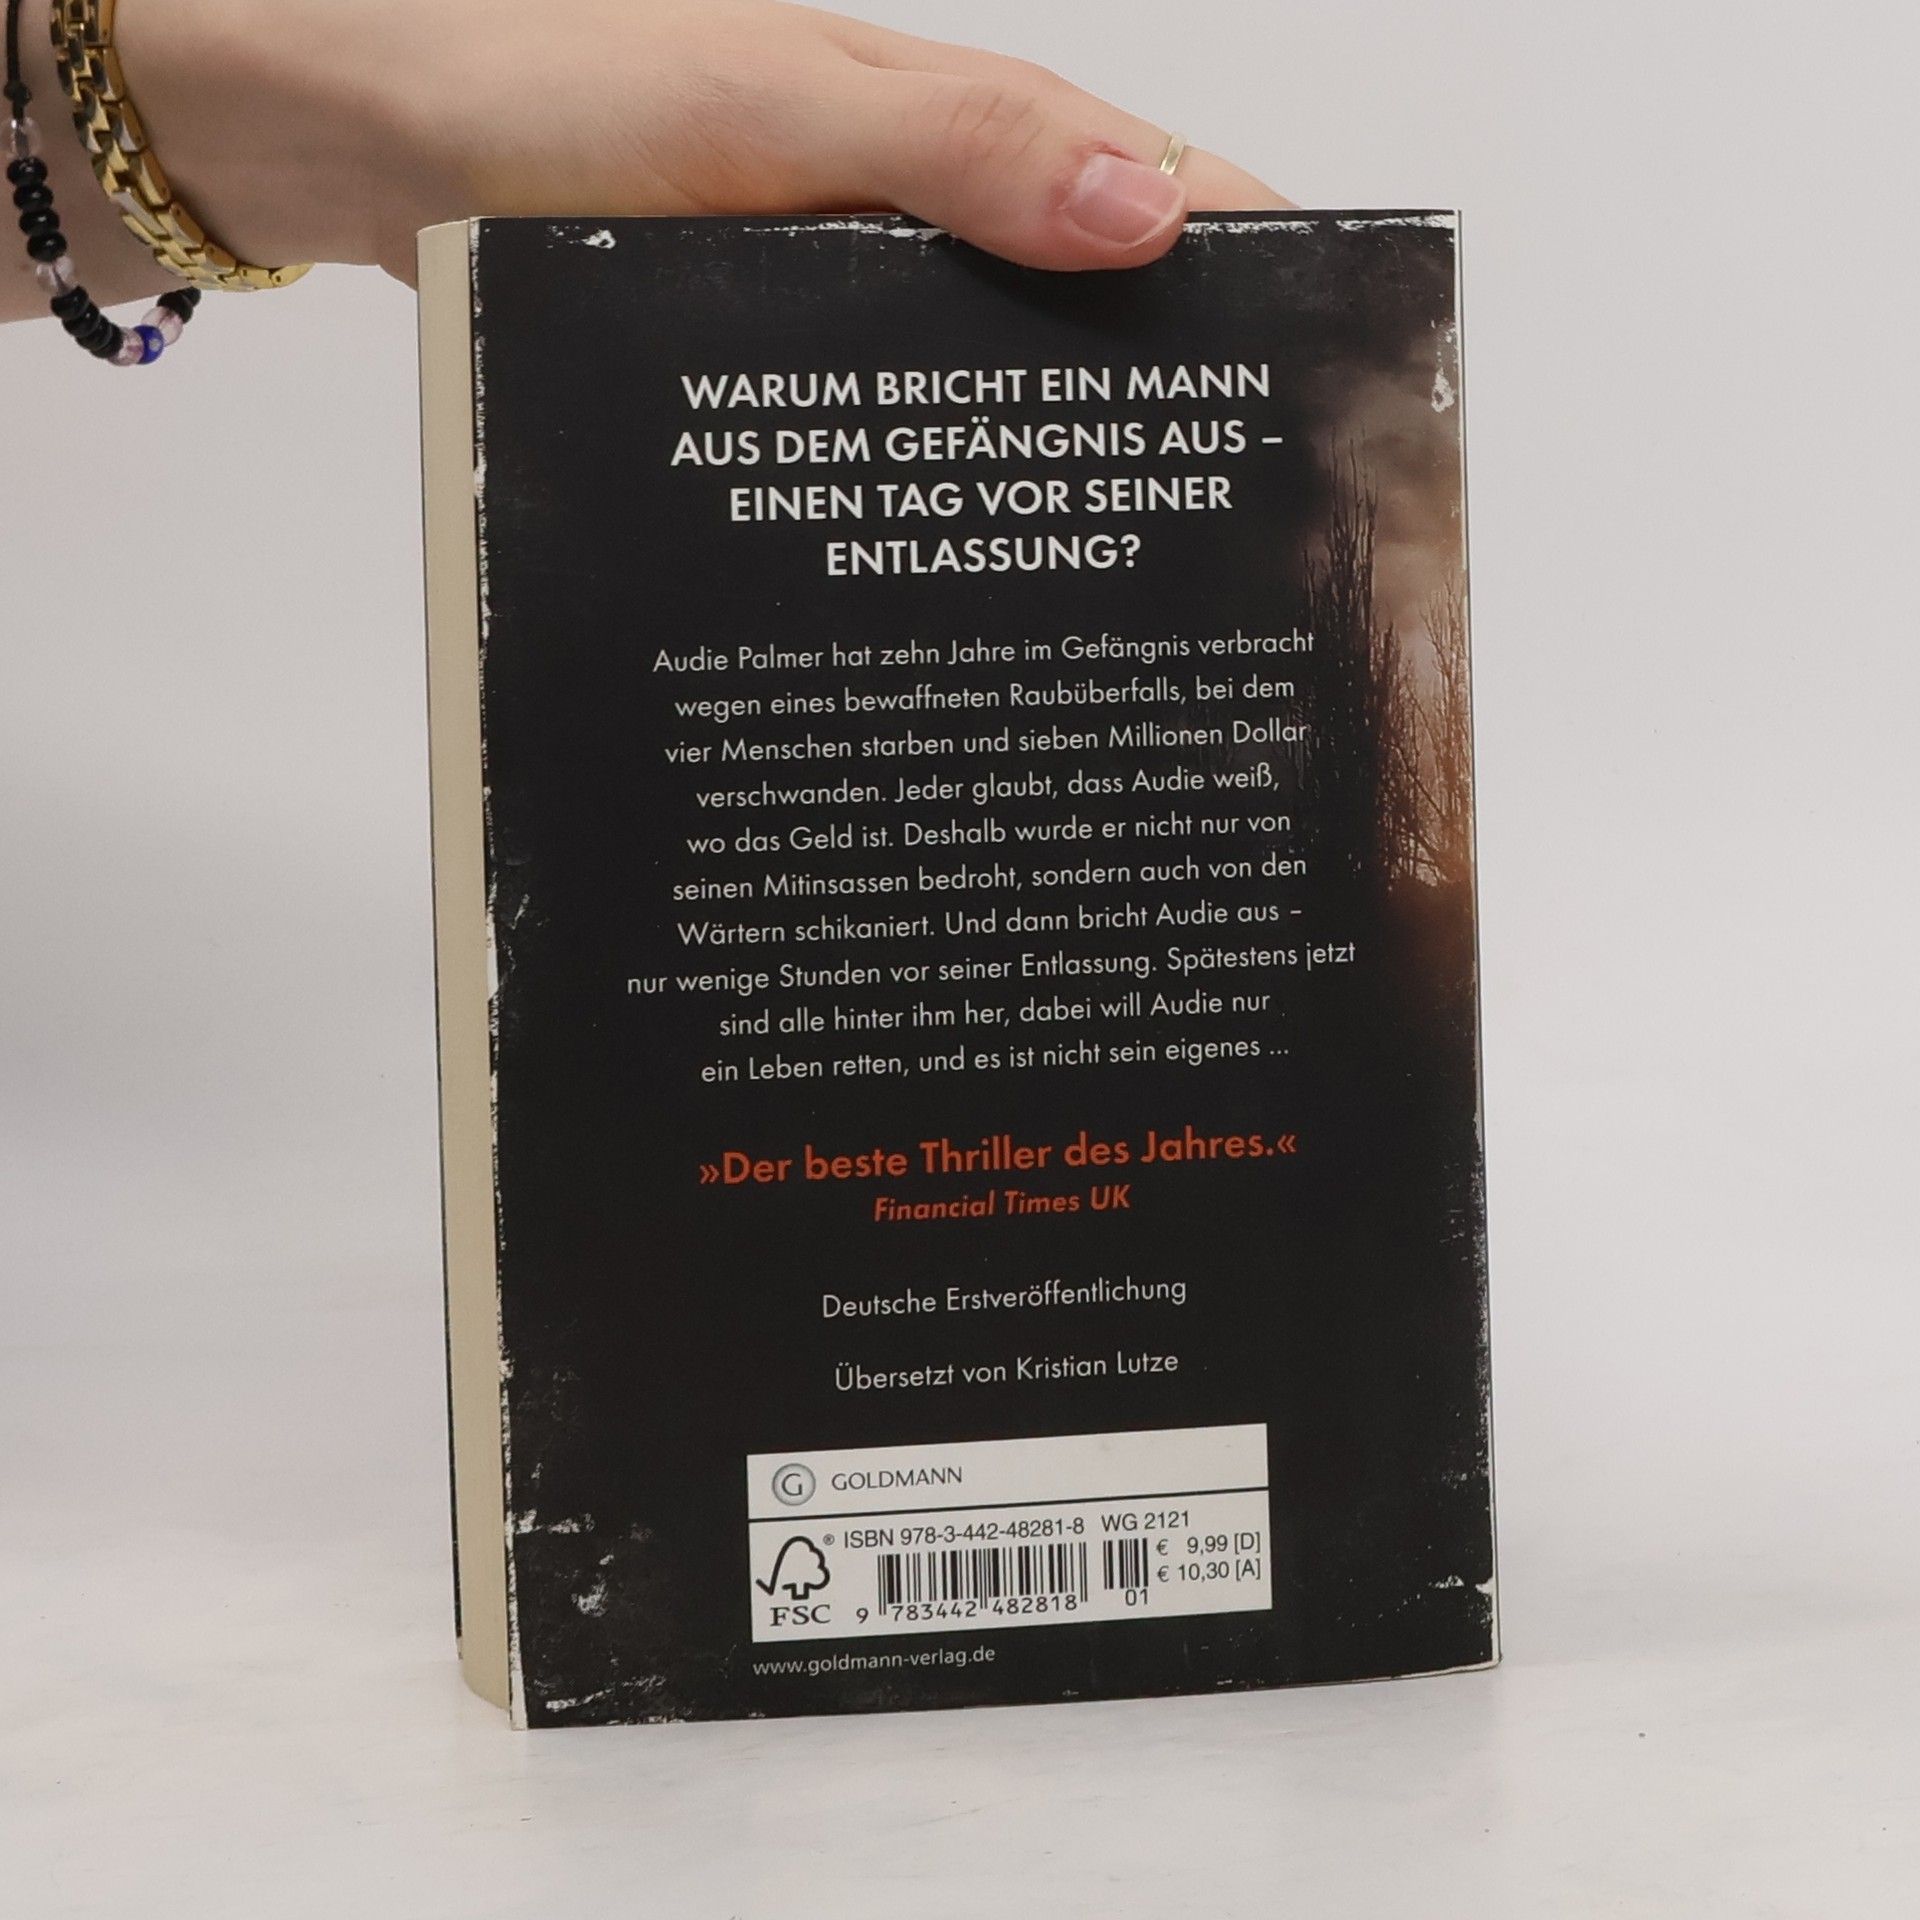 WARUM BRICHT EIN MANN
AUS DEM GEFÄNGNIS AUS –
EINEN TAG VOR SEINER
ENTLASSUNG?
Audie Palmer hat zehn Jahre im Gefängnis verbracht
wegen eines bewaffneten Raubüberfalls, bei dem
vier Menschen starben und sieben Millionen Dollar
verschwanden. Jeder glaubt, dass Audie weiß,
wo das Geld ist. Deshalb wurde er nicht nur von
seinen Mitinsassen bedroht, sondern auch von den
Wärtern schikaniert. Und dann bricht Audie aus –
nur wenige Stunden vor seiner Entlassung. Spätestens jetzt
sind alle hinter ihm her, dabei will Audie nur
ein Leben retten, und es ist nicht sein eigenes ...
»Der beste Thriller des Jahres.«
Financial Times UK
Deutsche Erstveröffentlichung
Übersetzt von Kristian Lutze
G GOLDMANN
® ISBN 978-3-442-48281-8 WG 2121
€ 9,99 [D]
€ 10,30 [A]
FSC 9 783442 482818 01
www.goldmann-verlag.de